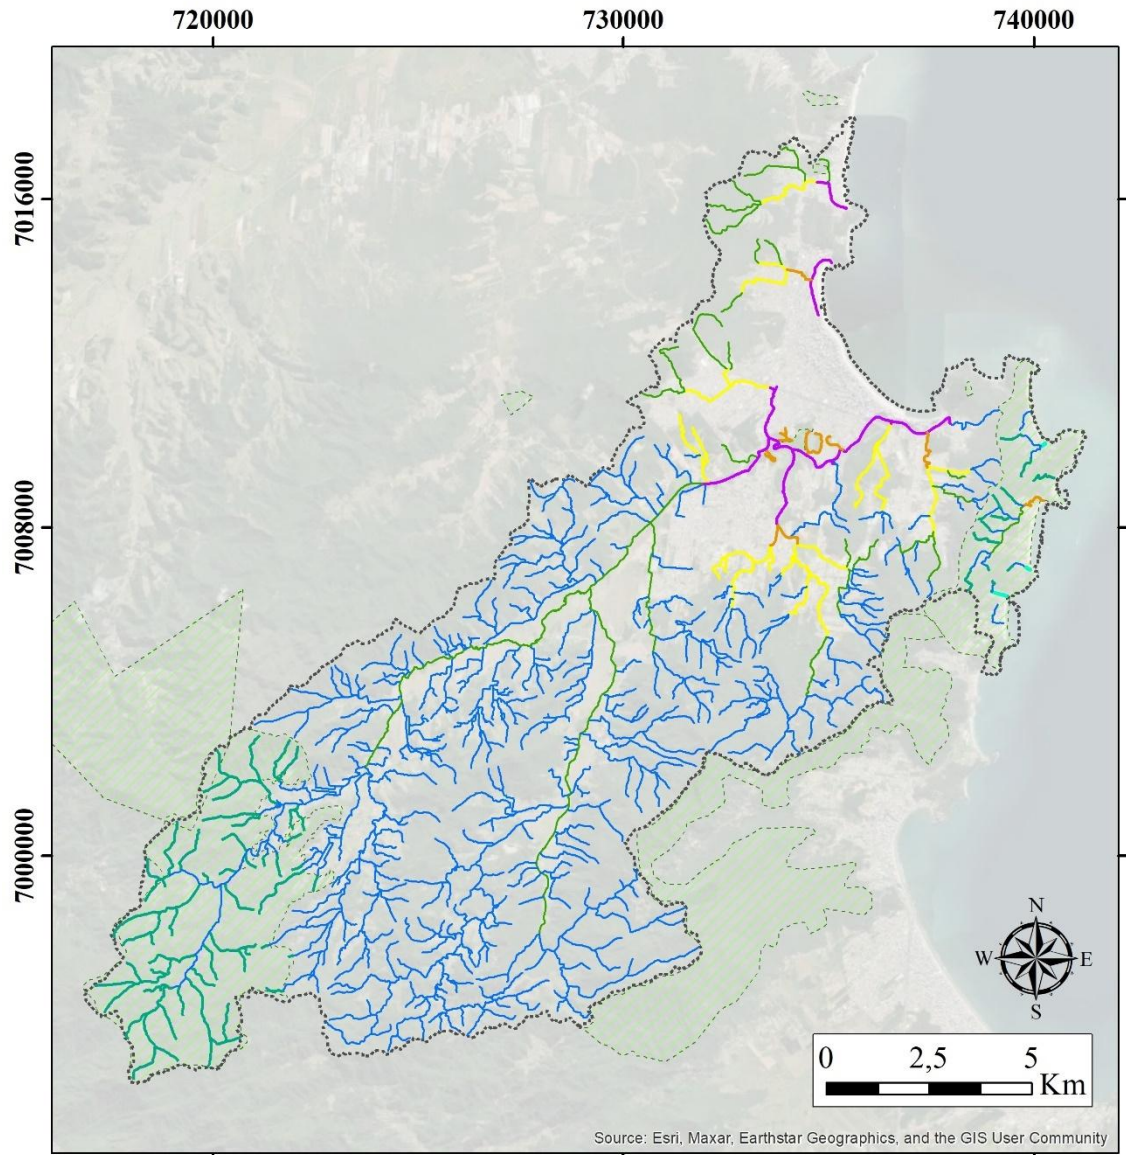 720000 730000 740000
7016000
7008000
7000000
N
W E
S
0 2,5 5
Km
Source: Esri, Maxar, Earthstar Geographics, and the GIS User Community